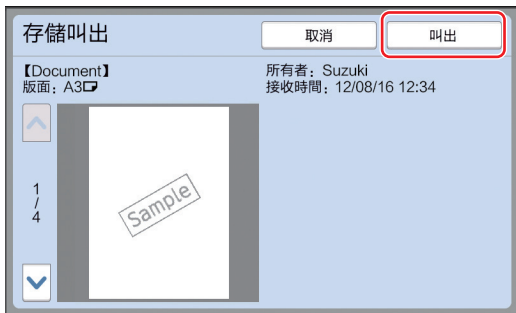 存儲叫出
取消
叫出
【Document】
版面：A3
所有者：Suzuki
接收時間：12/08/16 12:34
1
/
4
Sample